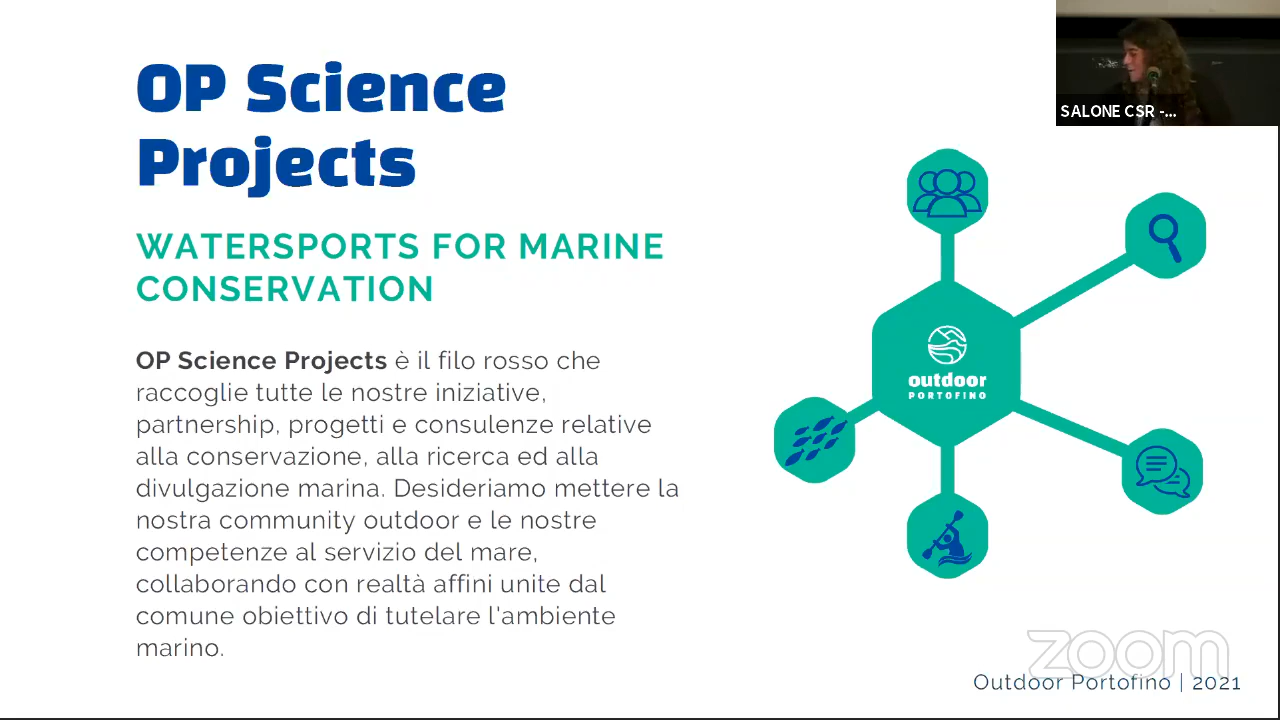 OP Science
Projects
WATERSPORTS FOR MARINE
CONSERVATION
OP Science Projects è il filo rosso che
raccoglie tutte le nostre iniziative,
partnership, progetti e consulenze relative
alla conservazione, alla ricerca ed alla
divulgazione marina. Desideriamo mettere la
nostra community outdoor e le nostre
competenze al servizio del mare,
collaborando con realtà affini unite dal
comune obiettivo di tutelare l'ambiente
marino.
SALONE CSR -...
outdoor
PORTOFINO
zoom
Outdoor Portofino | 2021